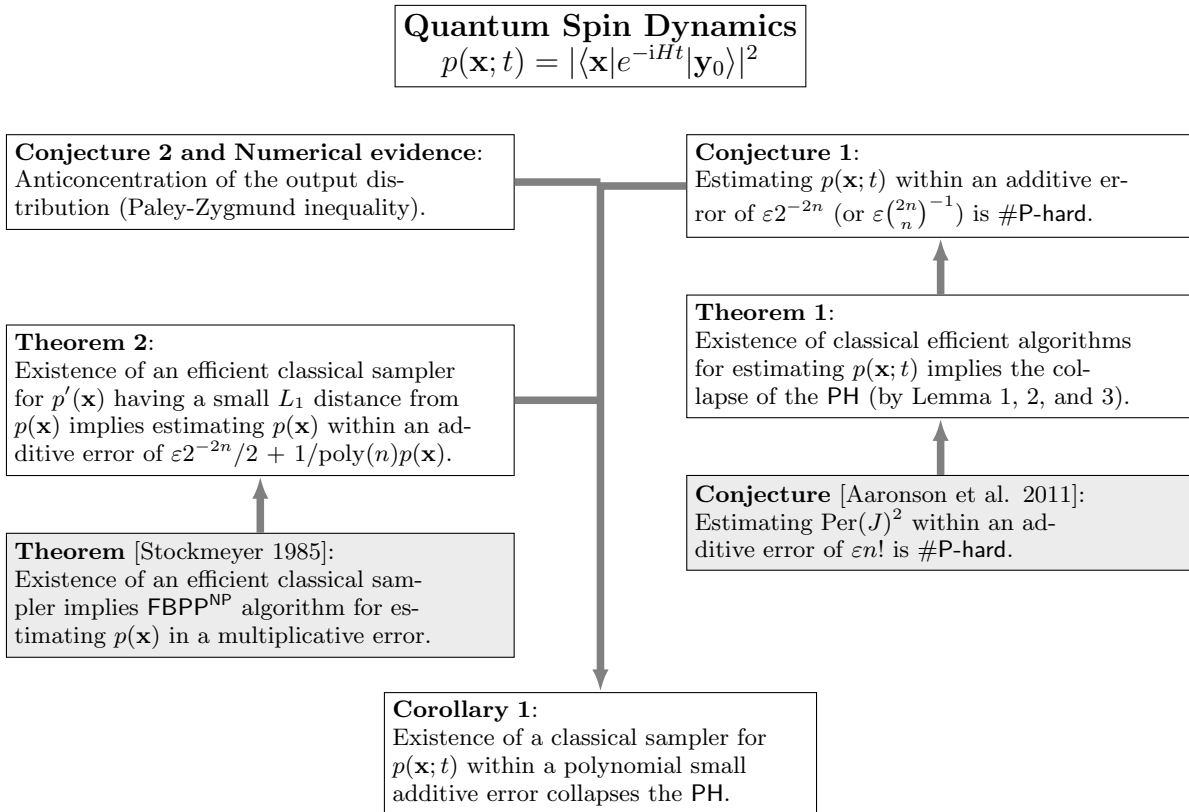 Quantum Spin Dynamics
p(x; t) = |⟨x|e^{−iHt}|y₀⟩|²
Conjecture 2 and Numerical evidence:
Anticoncentration of the output dis-
tribution (Paley-Zygmund inequality).
Conjecture 1:
Estimating p(x; t) within an additive er-
ror of ε2^{−2n} (or ε\binom{2n}{n}^{−1}) is #P-hard.
Theorem 2:
Existence of an efficient classical sampler
for p′(x) having a small L₁ distance from
p(x) implies estimating p(x) within an ad-
ditive error of ε2^{−2n}/2 + 1/poly(n)p(x).
Theorem 1:
Existence of classical efficient algorithms
for estimating p(x; t) implies the col-
lapse of the PH (by Lemma 1, 2, and 3).
Theorem [Stockmeyer 1985]:
Existence of an efficient classical sam-
pler implies FBPP^{NP} algorithm for es-
timating p(x) in a multiplicative error.
Conjecture [Aaronson et al. 2011]:
Estimating Per(J)² within an ad-
ditive error of εn! is #P-hard.
Corollary 1:
Existence of a classical sampler for
p(x; t) within a polynomial small
additive error collapses the PH.